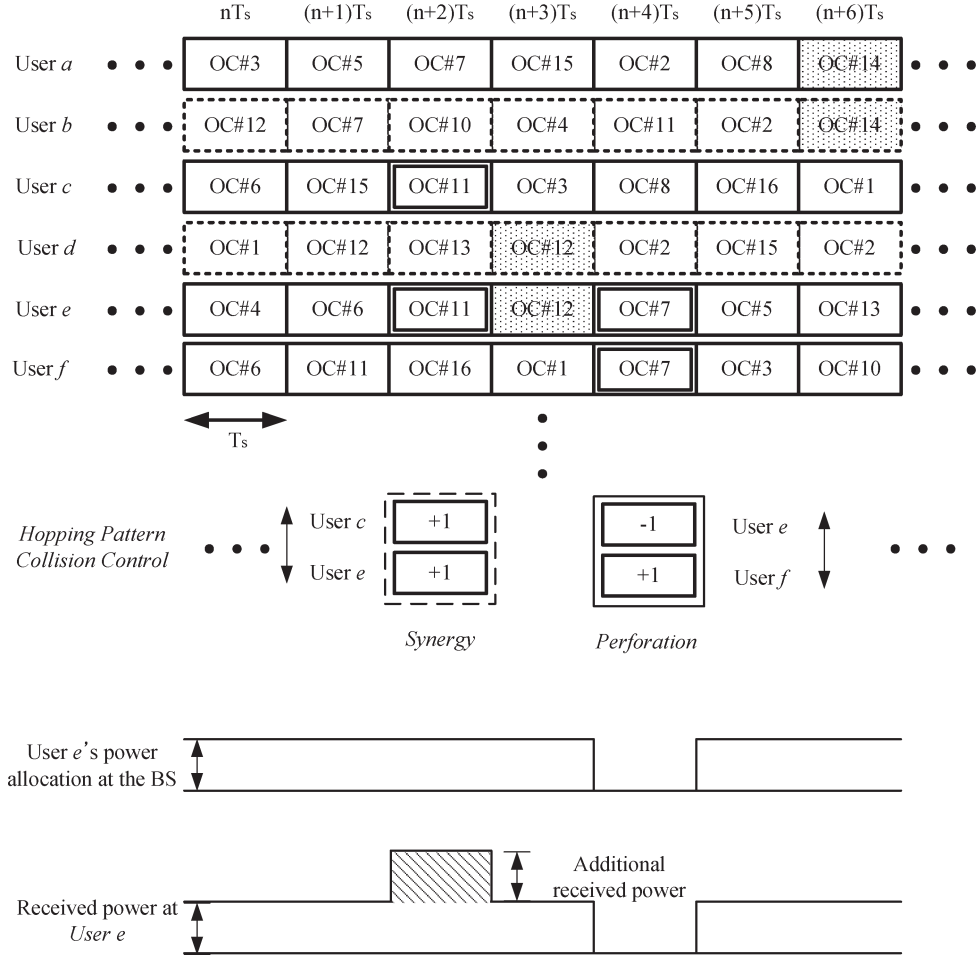 nTs (n+1)Ts (n+2)Ts (n+3)Ts (n+4)Ts (n+5)Ts (n+6)Ts
User a OC#3 OC#5 OC#7 OC#15 OC#2 OC#8 OC#14
User b OC#12 OC#7 OC#10 OC#4 OC#11 OC#2 OC#14
User c OC#6 OC#15 OC#11 OC#3 OC#8 OC#16 OC#1
User d OC#1 OC#12 OC#13 OC#12 OC#2 OC#15 OC#2
User e OC#4 OC#6 OC#11 OC#12 OC#7 OC#5 OC#13
User f OC#6 OC#11 OC#16 OC#1 OC#7 OC#3 OC#10
Ts
Hopping Pattern
Collision Control
User c +1
User e +1
Synergy
-1 User e
+1 User f
Perforation
User e's power
allocation at the BS
Additional
received power
Received power at
User e